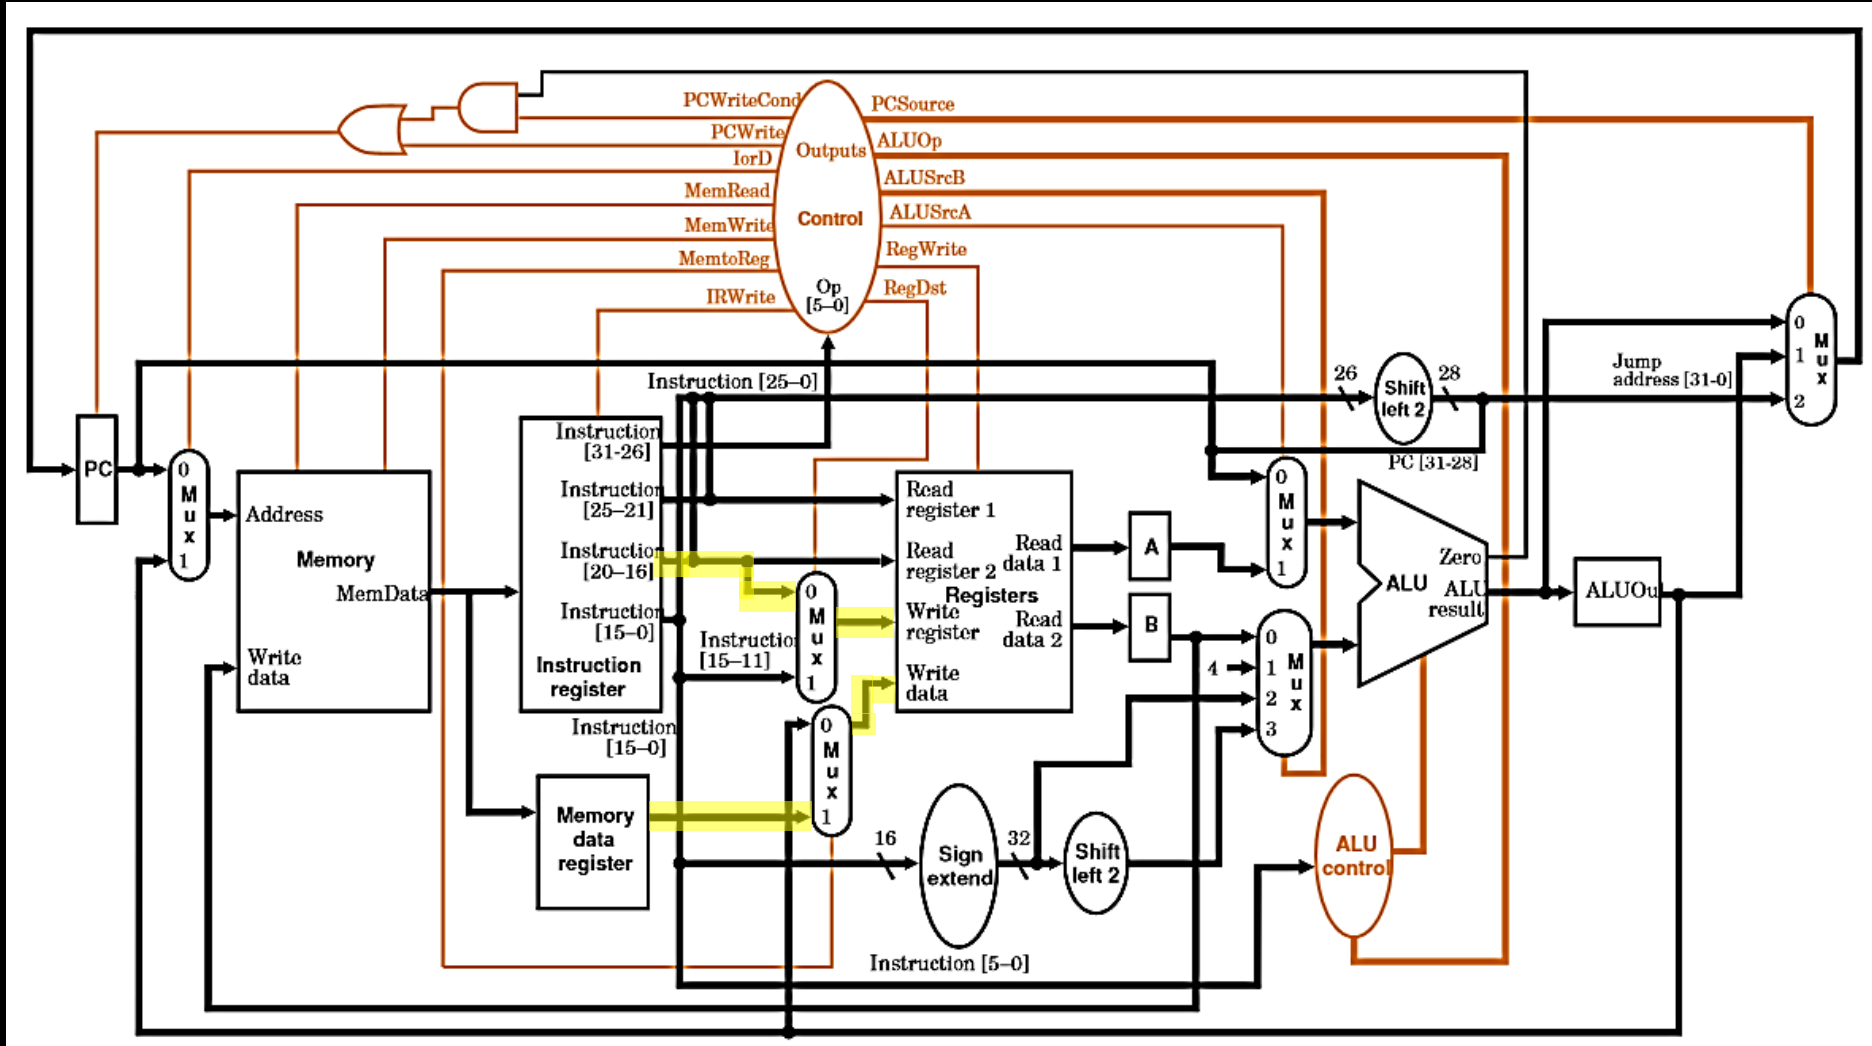 PCWriteCond
PCSource
PCWrite
ALUOp
Outputs
IorD
ALUSrcB
MemRead
Control
ALUSrcA
MemWrite
RegWrite
MemtoReg
Op
[5–0]
RegDst
IRWrite
0
1
2
M
u
x
Jump
address [31-0]
Instruction [25–0]
26
Shift
left 2
28
PC [31-28]
PC
0
M
u
x
1
Address
Memory
MemData
Write
data
Instruction
[31-26]
Instruction
[25–21]
Instruction
[20–16]
Instruction
[15–0]
Instruction
register
Instruction
[15–11]
Instruction
[15–0]
0
M
u
x
1
0
M
u
x
1
Memory
data
register
Read
register 1
Read
register 2
Registers
Write
register
Write
data
Read
data 1
Read
data 2
A
B
0
M
u
x
1
4
0
1
2
3
M
u
x
Zero
ALU
ALU
result
ALUOu
16
Sign
extend
32
Shift
left 2
ALU
control
Instruction [5–0]